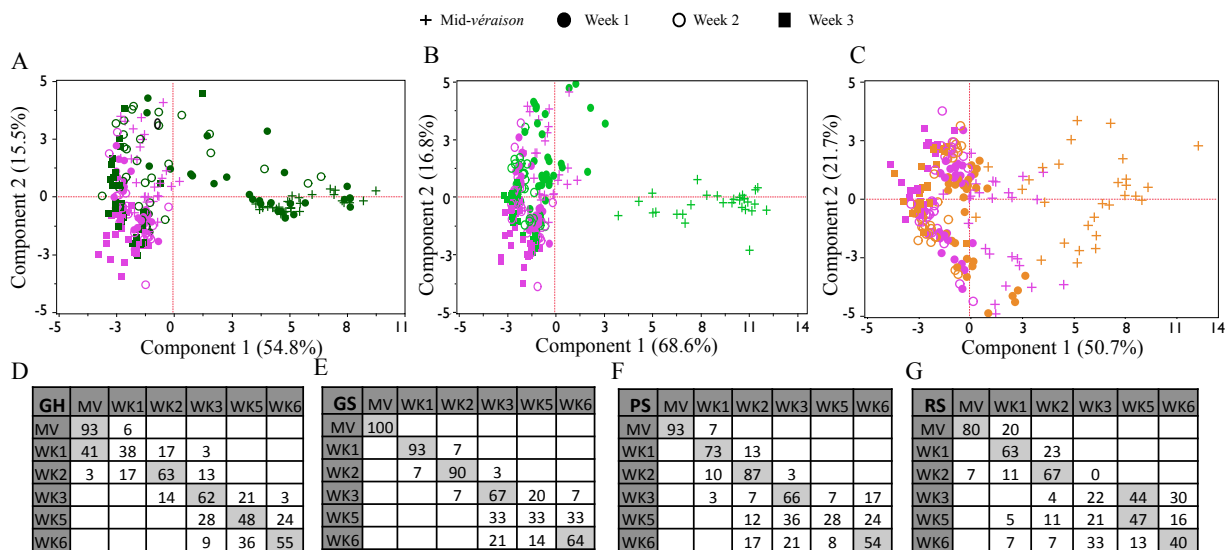 Mid-véraison Week 1 Week 2 Week 3
A
5
3
0
-3
-5
Component 2 (15.5%)
-5 -3 0 3 5 8 11
Component 1 (54.8%)
B
5
3
0
-3
-5
Component 2 (16.8%)
-5 -3 0 3 5 8 11 14
Component 1 (68.6%)
C
5
3
0
-3
-5
Component 2 (21.7%)
-5 -3 0 3 5 8 11 14
Component 1 (50.7%)
D
GH MV WK1 WK2 WK3 WK5 WK6
MV 93 6
WK1 41 38 17 3
WK2 3 17 63 13
WK3 14 62 21 3
WK5 28 48 24
WK6 9 36 55
E
GS MV WK1 WK2 WK3 WK5 WK6
MV 100
WK1 93 7
WK2 7 90 3
WK3 7 67 20 7
WK5 33 33 33
WK6 21 14 64
F
PS MV WK1 WK2 WK3 WK5 WK6
MV 93 7
WK1 73 13
WK2 10 87 3
WK3 3 7 66 7 17
WK5 12 36 28 24
WK6 17 21 8 54
G
RS MV WK1 WK2 WK3 WK5 WK6
MV 80 20
WK1 63 23
WK2 7 11 67 0
WK3 4 22 44 30
WK5 5 11 21 47 16
WK6 7 7 33 13 40